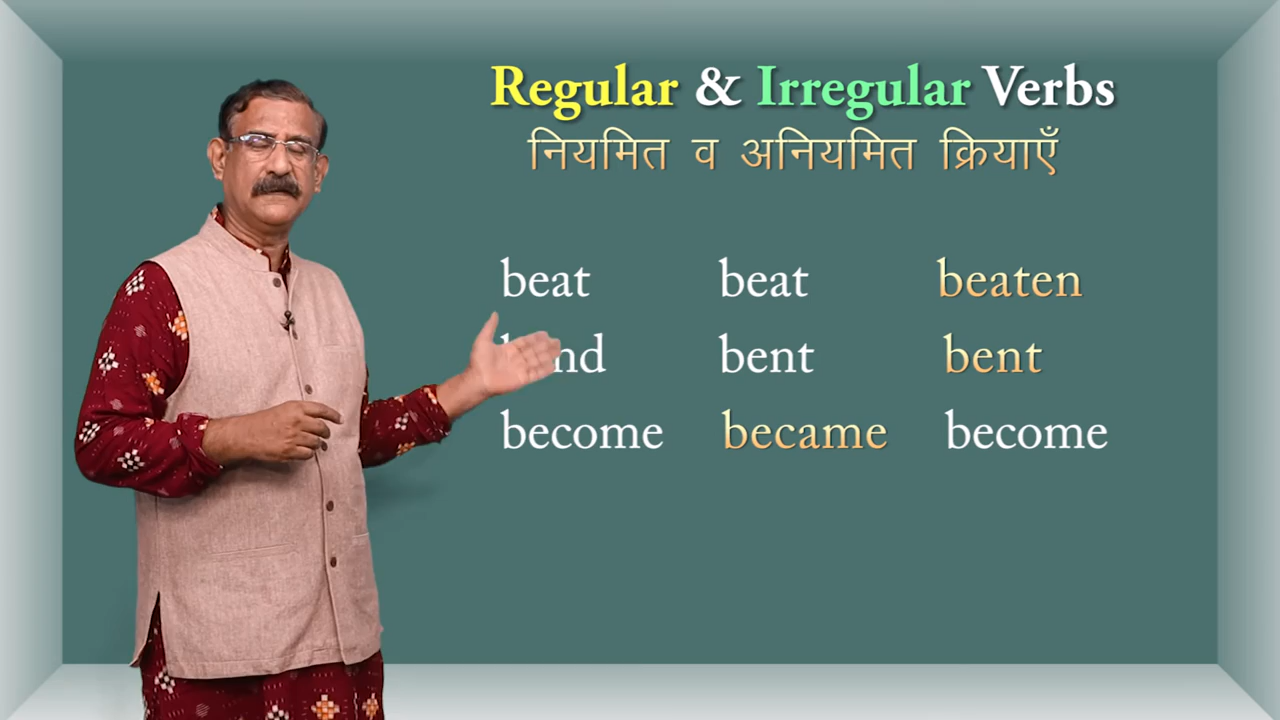 Regular & Irregular Verbs
नियमित व अनियमित क्रियाएँ
beat beat beaten
bent bent
become became become